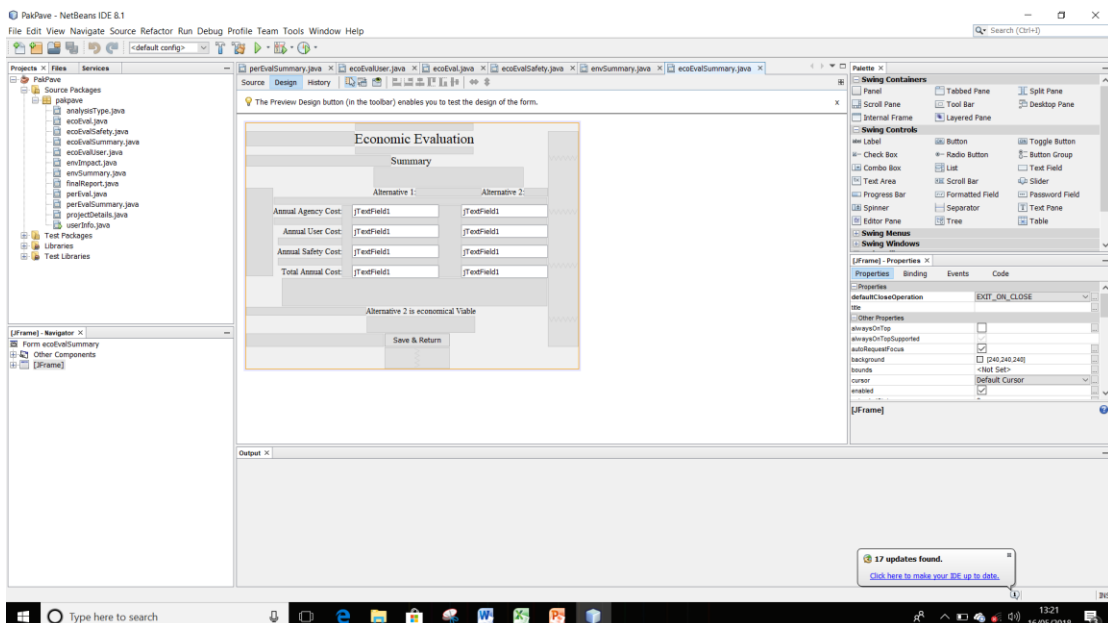 PakPave - NetBeans IDE 8.1
File Edit View Navigate Source Refactor Run Debug Profile Team Tools Window Help
Search (Ctrl+I)
<default config>
Projects × Files Services
PakPave
Source Packages
pakpave
analysisType.java
ecoEval.java
ecoEvalSafety.java
ecoEvalSummary.java
ecoEvalUser.java
envImpact.java
envSummary.java
finalReport.java
perEval.java
perEvalSummary.java
projectDetails.java
userInfo.java
Test Packages
Libraries
Test Libraries
[JFrame] - Navigator ×
Form ecoEvalSummary
Other Components
[JFrame]
perEvalSummary.java × ecoEvalUser.java × ecoEval.java × ecoEvalSafety.java × envSummary.java × ecoEvalSummary.java ×
Source Design History
The Preview Design button (in the toolbar) enables you to test the design of the form. x
Economic Evaluation
Summary
Alternative 1: Alternative 2:
Annual Agency Cost: jTextField1 jTextField1
Annual User Cost: jTextField1 jTextField1
Annual Safety Cost: jTextField1 jTextField1
Total Annual Cost: jTextField1 jTextField1
Alternative 2 is economical Viable
Save & Return
Output ×
Palette ×
Swing Containers
Panel Tabbed Pane Split Pane
Scroll Pane Tool Bar Desktop Pane
Internal Frame Layered Pane
Swing Controls
Label Button Toggle Button
Check Box Radio Button Button Group
Combo Box List Text Field
Text Area Scroll Bar Slider
Progress Bar Formatted Field Password Field
Spinner Separator Text Pane
Editor Pane Tree Table
Swing Menus
Swing Windows
[JFrame] - Properties ×
Properties Binding Events Code
Properties
defaultCloseOperation EXIT_ON_CLOSE
title
Other Properties
alwaysOnTop
alwaysOnTopSupported
autoRequestFocus
background [240,240,240]
bounds <Not Set>
cursor Default Cursor
enabled
[JFrame]
17 updates found.
Click here to make your IDE up to date.
Type here to search
13:21
16/05/2018